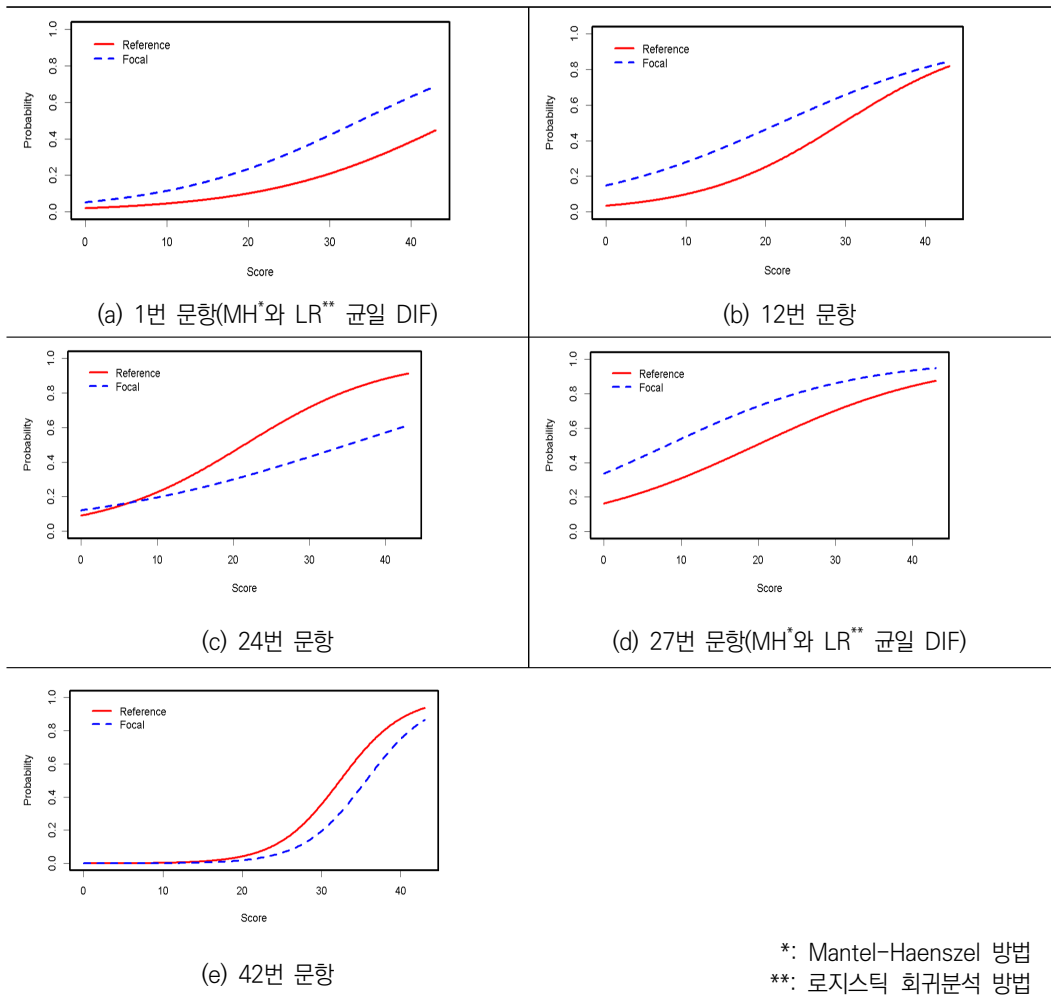 1.0
0.8
0.6
0.4
0.2
0.0
Probability
Reference
Focal
0 10 20 30 40
Score
(a) 1번 문항(MH*와 LR** 균일 DIF)
1.0
0.8
0.6
0.4
0.2
0.0
Probability
Reference
Focal
0 10 20 30 40
Score
(b) 12번 문항
1.0
0.8
0.6
0.4
0.2
0.0
Probability
Reference
Focal
0 10 20 30 40
Score
(c) 24번 문항
1.0
0.8
0.6
0.4
0.2
0.0
Probability
Reference
Focal
0 10 20 30 40
Score
(d) 27번 문항(MH*와 LR** 균일 DIF)
1.0
0.8
0.6
0.4
0.2
0.0
Probability
Reference
Focal
0 10 20 30 40
Score
(e) 42번 문항
*: Mantel-Haenszel 방법
**: 로지스틱 회귀분석 방법